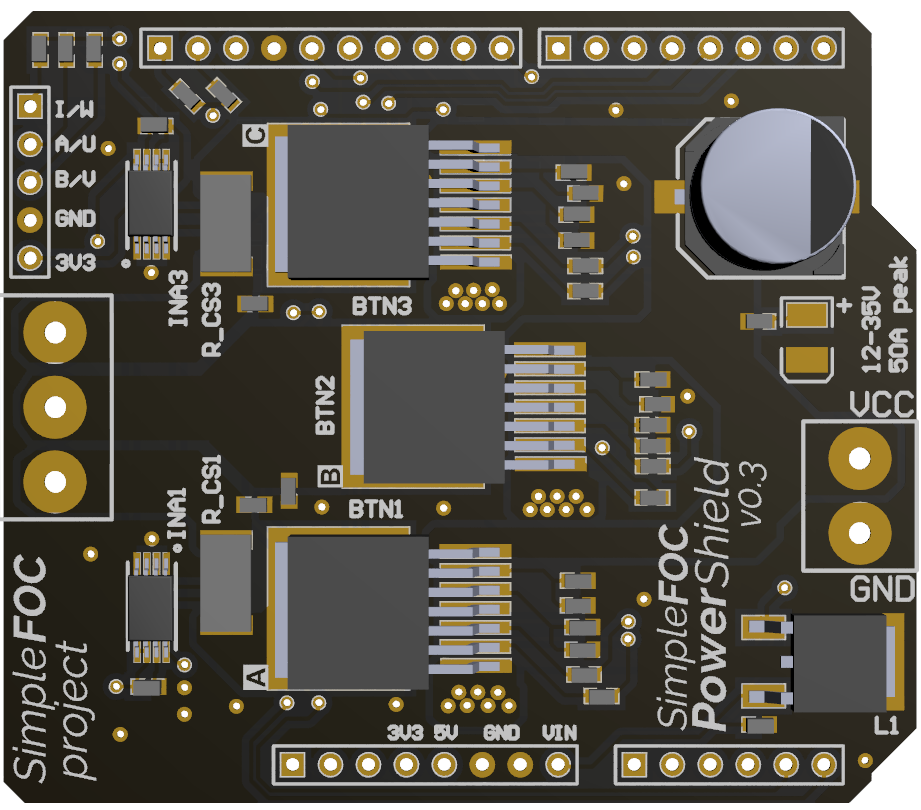 I/W
A/U
B/V
GND
3V3
C
INA3
R_CS3
BTN3
12-35V
50A peak
+
VCC
BTN2
B
R_CS1
INA1
BTN1
SimpleFOC
PowerShield
v0.3
GND
SimpleFOC
project
A
3V3 5V GND VIN
L1